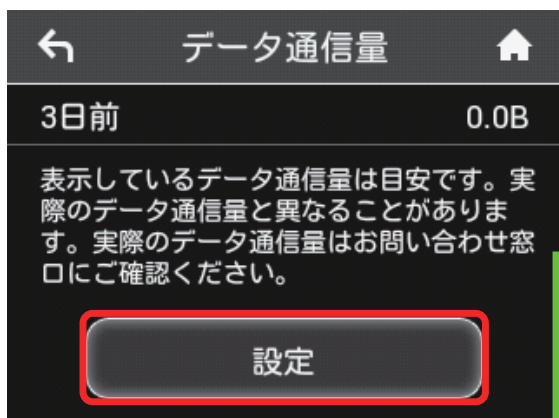 データ通信量
3日前 0.0B
表示しているデータ通信量は目安です。実
際のデータ通信量と異なることがありま
す。実際のデータ通信量はお問い合わせ窓
口にご確認ください。
設定